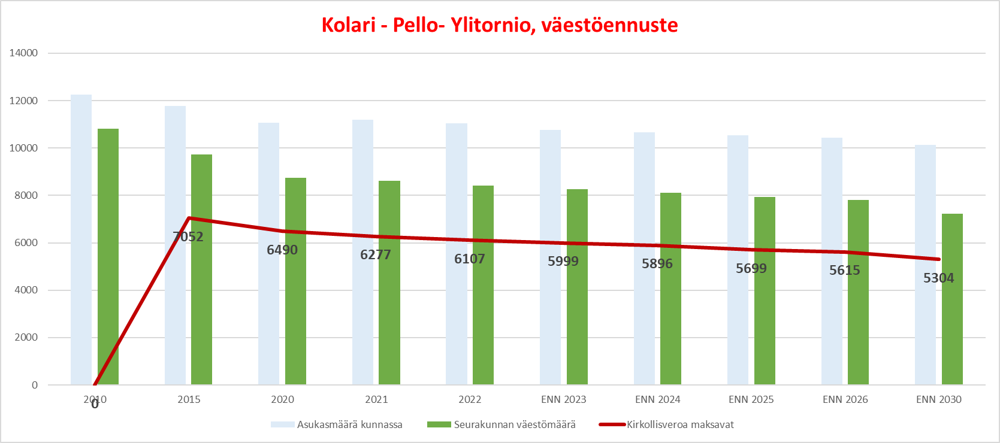 Kolari - Pello- Ylitornio, väestöennuste
14000
12000
10000
8000
6000
4000
2000
0
7052
6490
6277
6107
5999
5896
5699
5615
5304
0
2010
2015
2020
2021
2022
ENN 2023
ENN 2024
ENN 2025
ENN 2026
ENN 2030
Asukasmäärä kunnassa
Seurakunnan väestömäärä
Kirkollisveroa maksavat